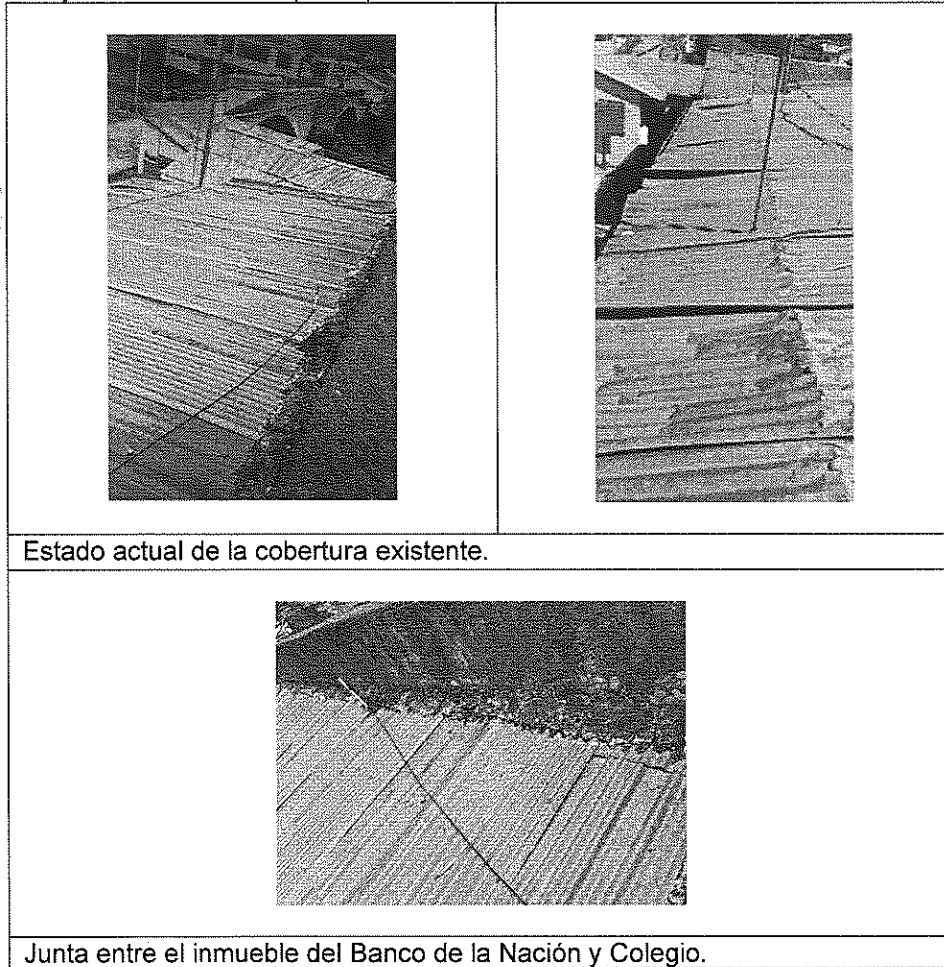 Estado actual de la cobertura existente.
Junta entre el inmueble del Banco de la Nación y Colegio.